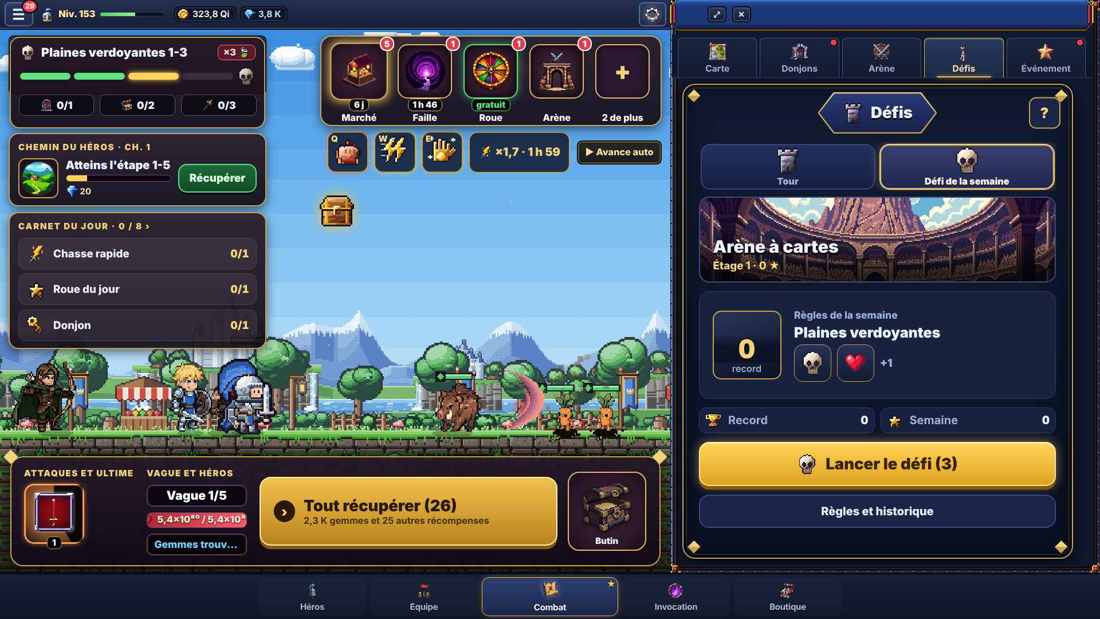 28
Niv. 153
323,8 Qi
3,8 K
Plaines verdoyantes 1-3
×3
0/1
0/2
0/3
CHEMIN DU HÉROS · CH. 1
Atteins l'étape 1-5
20
Récupérer
CARNET DU JOUR · 0 / 8 ›
Chasse rapide
0/1
Roue du jour
0/1
Donjon
0/1
5
6 j
Marché
1
1 h 46
Faille
1
gratuit
Roue
1
Arène
+
2 de plus
Q
W
E
×1,7 · 1 h 59
Avance auto
ATTAQUES ET ULTIME
1
VAGUE ET HÉROS
Vague 1/5
Gemmes trouv...
Tout récupérer (26)
2,3 K gemmes et 25 autres récompenses
Butin
Héros
Équipe
Combat
Invocation
Boutique
Carte
Donjons
Arène
Défis
Événement
Défis
?
Tour
Défi de la semaine
Arène à cartes
Étage 1 · 0 ★
0
record
Règles de la semaine
Plaines verdoyantes
+1
Record
0
Semaine
0
Lancer le défi (3)
Règles et historique